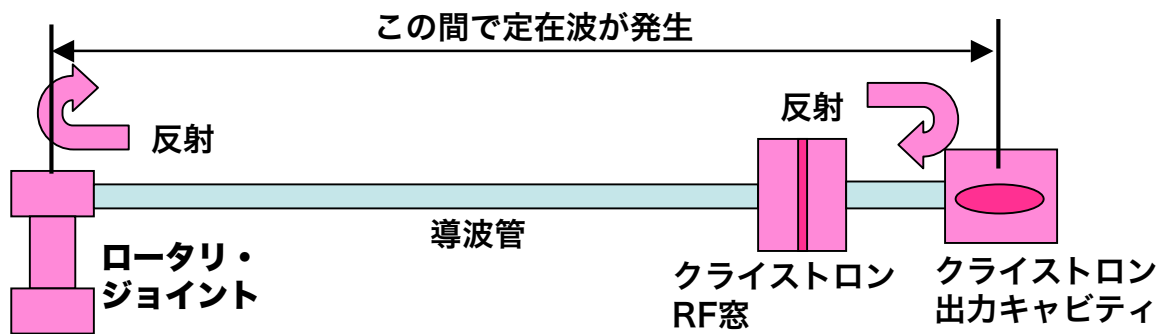 この間で定在波が発生
反射
反射
導波管
ロータリ・
ジョイント
クライストロン
RF窓
クライストロン
出力キャビティ